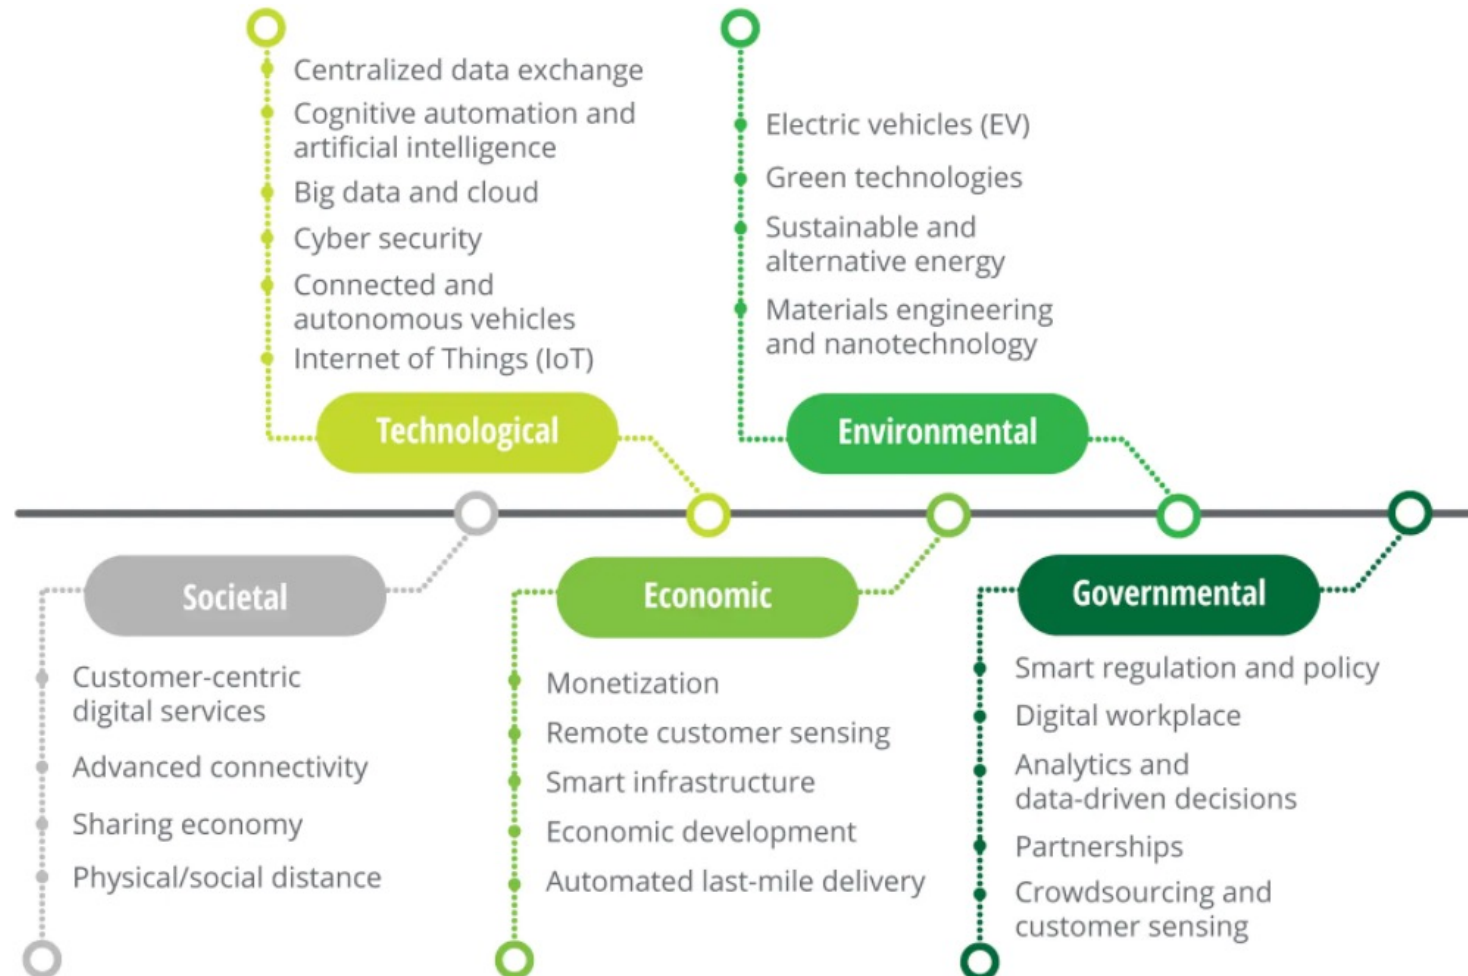 Centralized data exchange
Cognitive automation and
artificial intelligence
Big data and cloud
Cyber security
Connected and
autonomous vehicles
Internet of Things (IoT)
Technological
Electric vehicles (EV)
Green technologies
Sustainable and
alternative energy
Materials engineering
and nanotechnology
Environmental
Societal
Customer-centric
digital services
Advanced connectivity
Sharing economy
Physical/social distance
Economic
Monetization
Remote customer sensing
Smart infrastructure
Economic development
Automated last-mile delivery
Governmental
Smart regulation and policy
Digital workplace
Analytics and
data-driven decisions
Partnerships
Crowdsourcing and
customer sensing